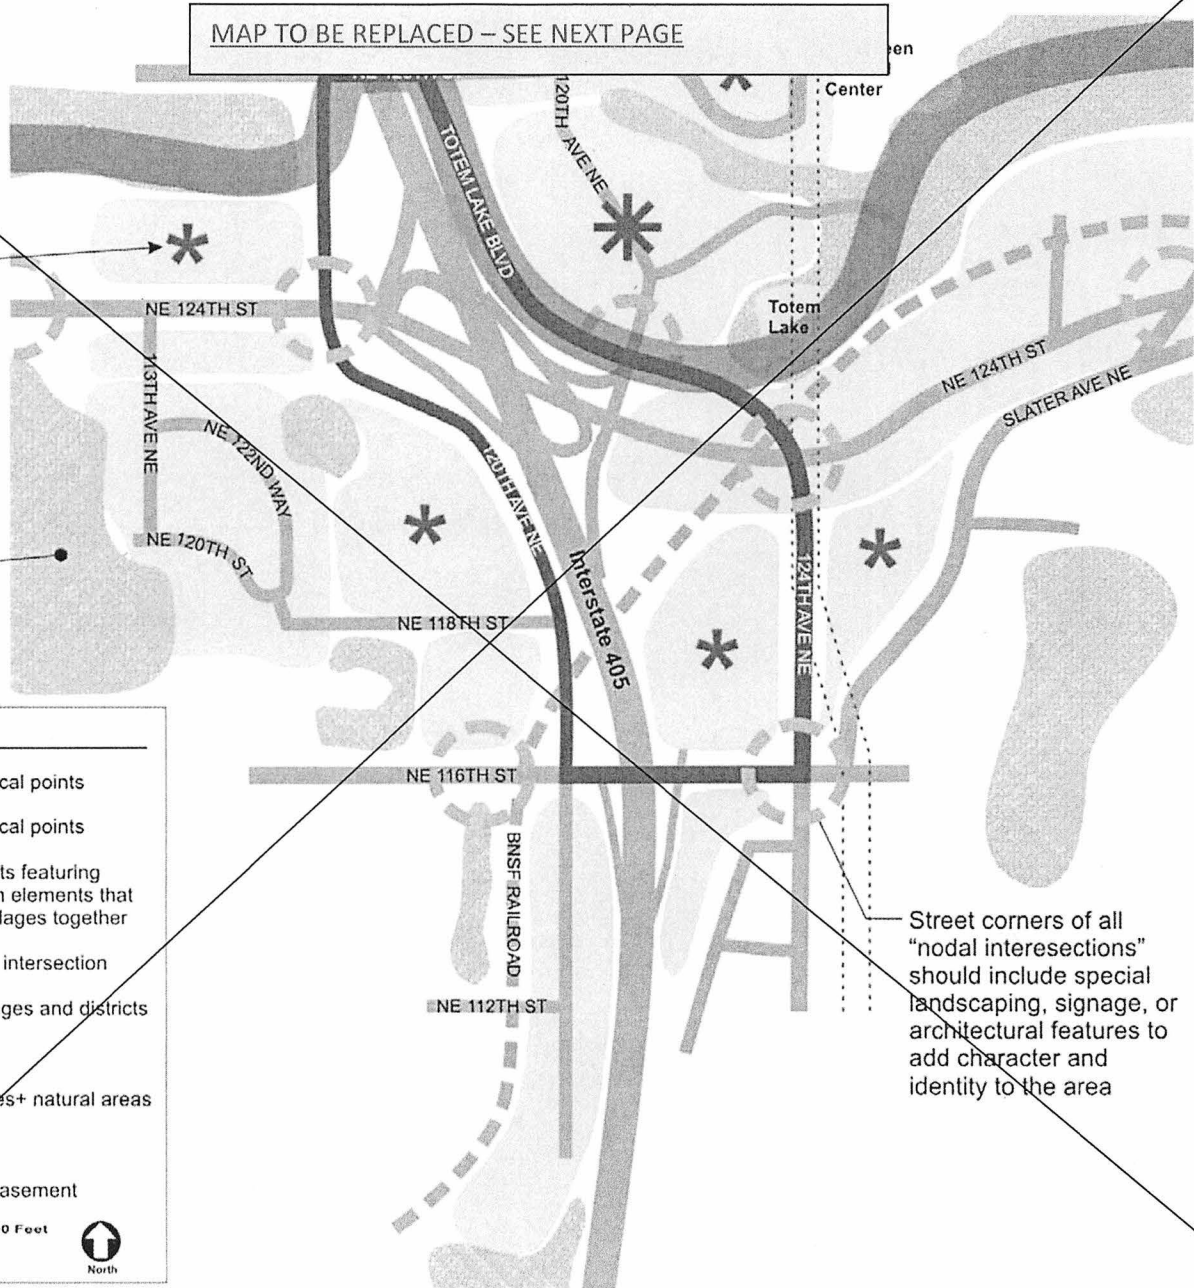 MAP TO BE REPLACED – SEE NEXT PAGE
een
Center
120TH AVE NE
TOTEM LAKE BLVD
NE 124TH ST
Totem
Lake
NE 124TH ST
SLATER AVE NE
113TH AVE NE
NE 122ND WAY
120TH AVE NE
NE 120TH ST
Interstate 405
124TH AVE NE
NE 118TH ST
NE 116TH ST
BNSF RAILROAD
NE 112TH ST
Street corners of all
“nodal interesections”
should include special
landscaping, signage, or
architectural features to
add character and
identity to the area
cal points
cal points
ts featuring
n elements that
lages together
intersection
ges and districts
es+ natural areas
asement
0 Feet
North